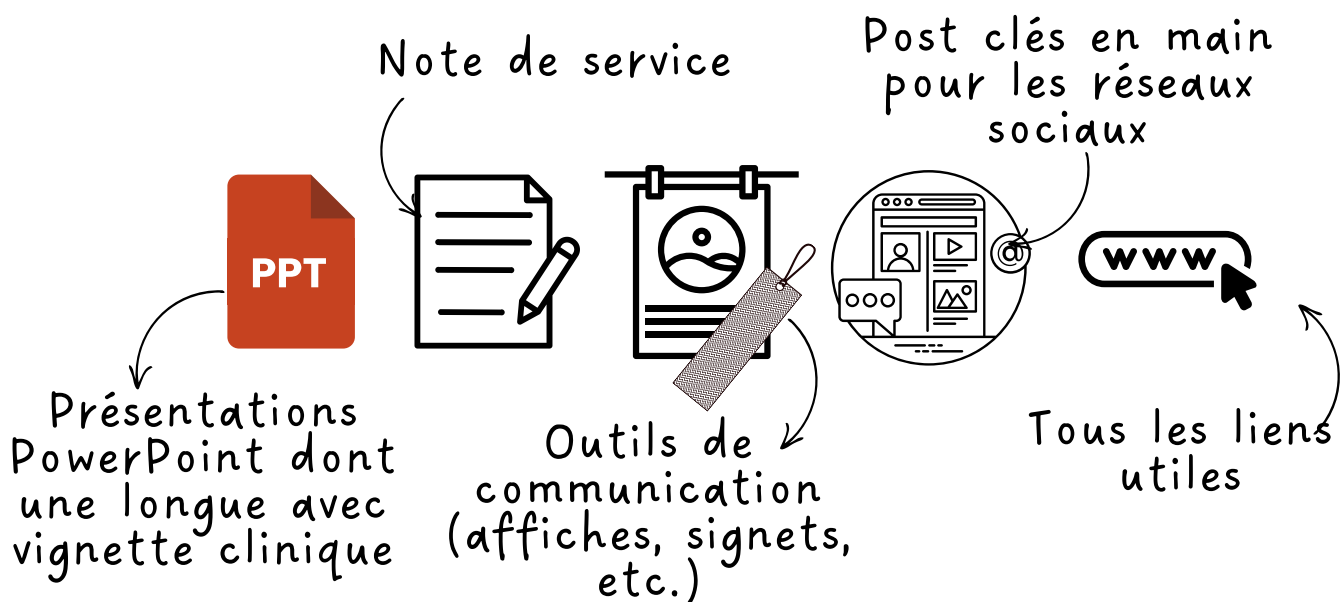 Note de service
Post clés en main
pour les réseaux
sociaux
PPT
@
WWW
Présentations
PowerPoint dont
une longue avec
vignette clinique
Outils de
communication
(affiches, signets,
etc.)
Tous les liens
utiles